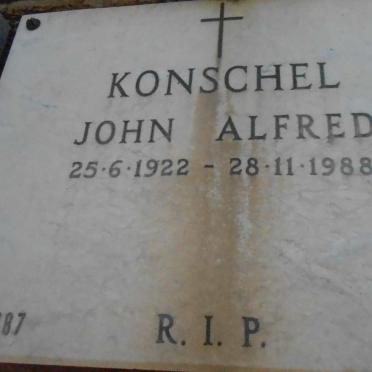 KONSCHEL
JOHN ALFRED
25·6·1922 - 28·11·1988
R. I. P.